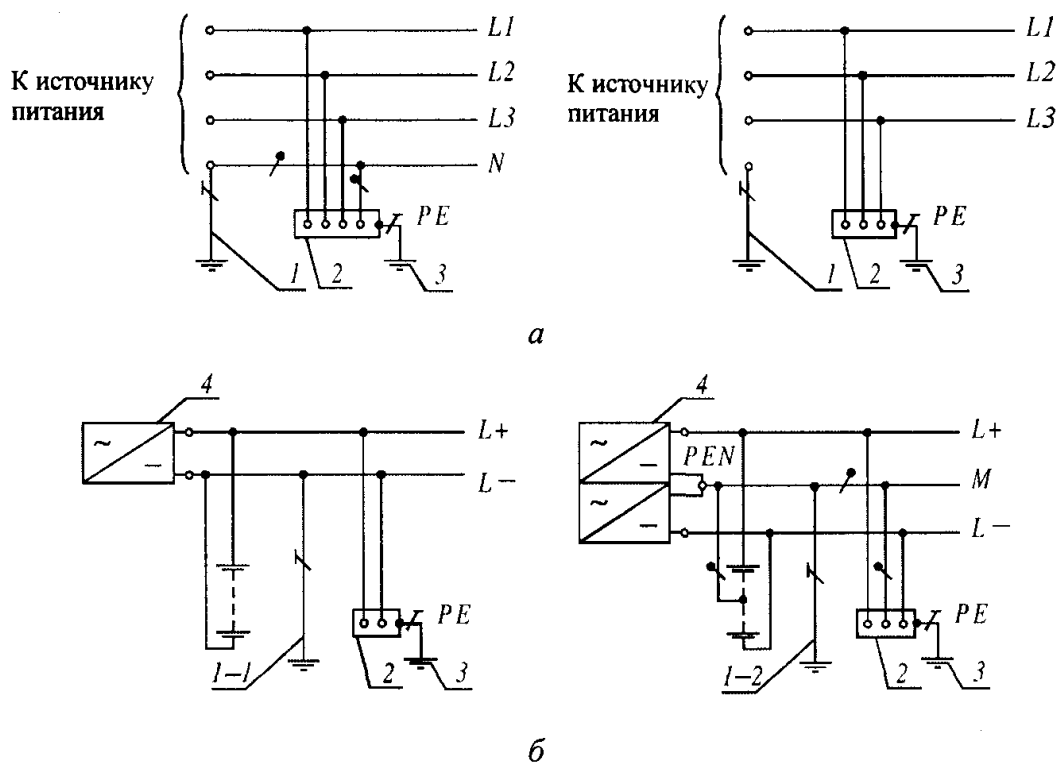 L1
L2
К источнику
питания
L3
N
PE
1 2 3
L1
L2
К источнику
питания
L3
PE
1 2 3
а
4
~
–
L+
L–
PE
1–1 2 3
4
~
–
~
–
PEN
L+
M
L–
PE
1–2 2 3
б